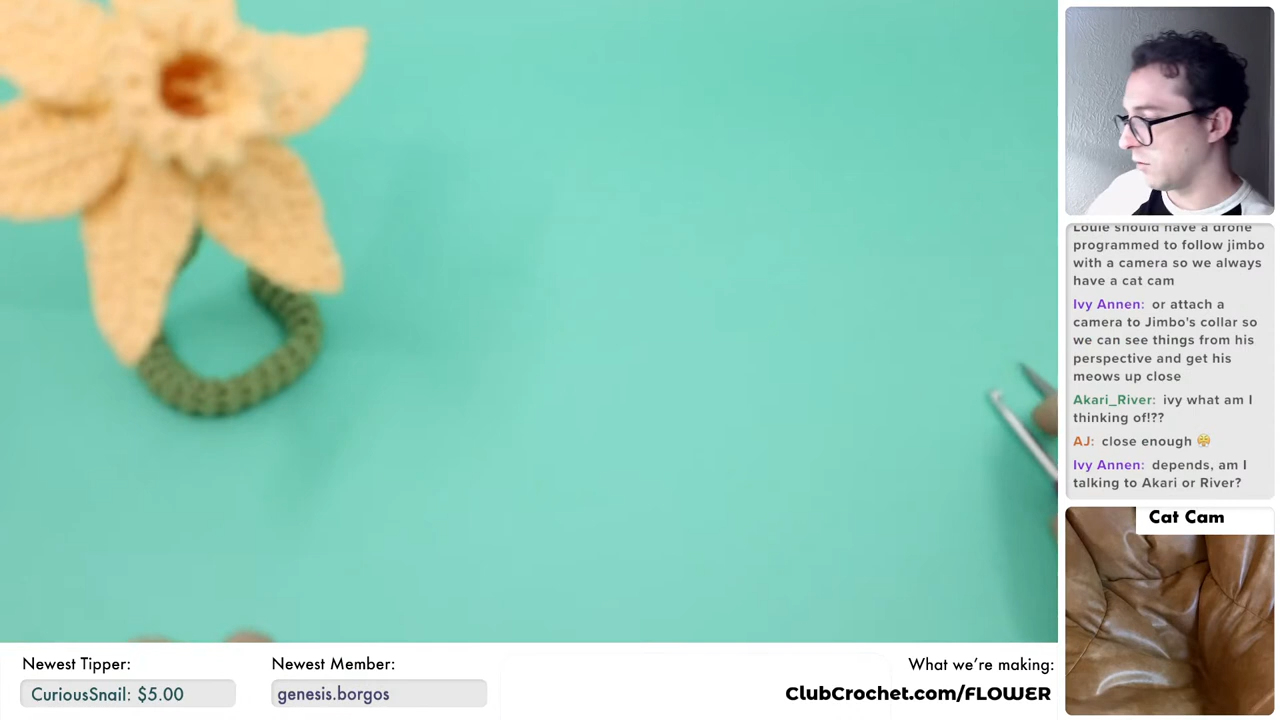 Louie should have a drone
programmed to follow jimbo
with a camera so we always
have a cat cam
Ivy Annen: or attach a
camera to Jimbo's collar so
we can see things from his
perspective and get his
meows up close
Akari_River: ivy what am I
thinking of!??
AJ: close enough 😤
Ivy Annen: depends, am I
talking to Akari or River?
Cat Cam
Newest Tipper:
CuriousSnail: $5.00
Newest Member:
genesis.borgos
What we're making:
ClubCrochet.com/FLOWER